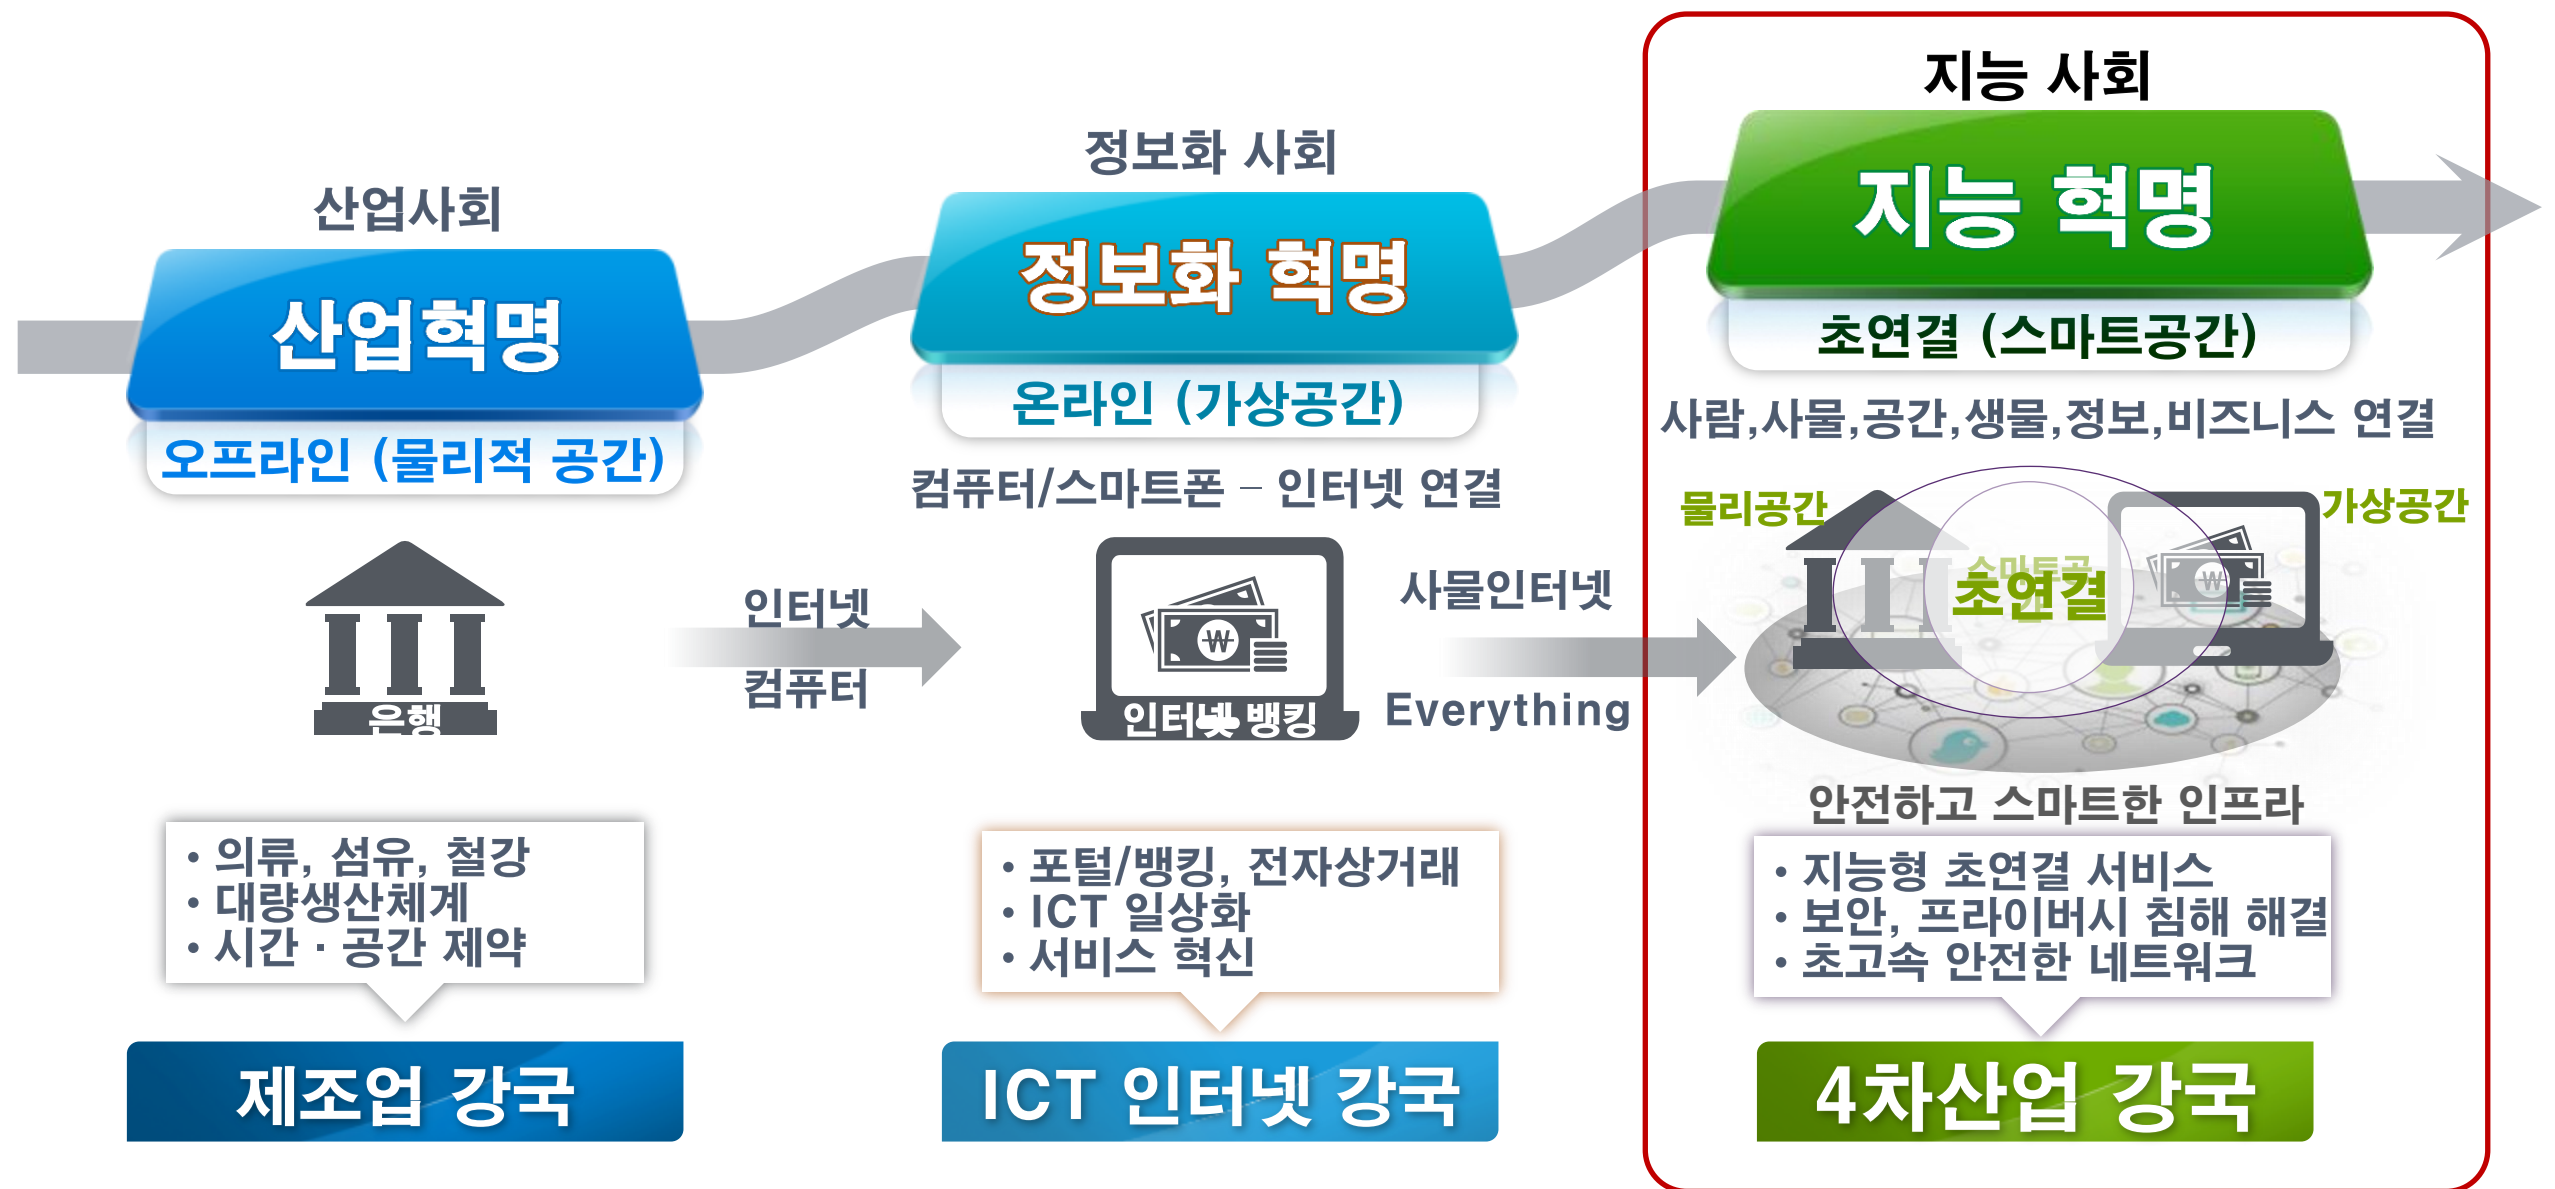 산업사회
산업혁명
오프라인 (물리적 공간)
은행
• 의류, 섬유, 철강
• 대량생산체계
• 시간 · 공간 제약
제조업 강국
인터넷
컴퓨터
정보화 사회
정보화 혁명
온라인 (가상공간)
컴퓨터/스마트폰 – 인터넷 연결
₩
인터넷 뱅킹
• 포털/뱅킹, 전자상거래
• ICT 일상화
• 서비스 혁신
ICT 인터넷 강국
사물인터넷
Everything
지능 사회
지능 혁명
초연결 (스마트공간)
사람,사물,공간,생물,정보,비즈니스 연결
물리공간
가상공간
스마트공
초연결
₩
안전하고 스마트한 인프라
• 지능형 초연결 서비스
• 보안, 프라이버시 침해 해결
• 초고속 안전한 네트워크
4차산업 강국